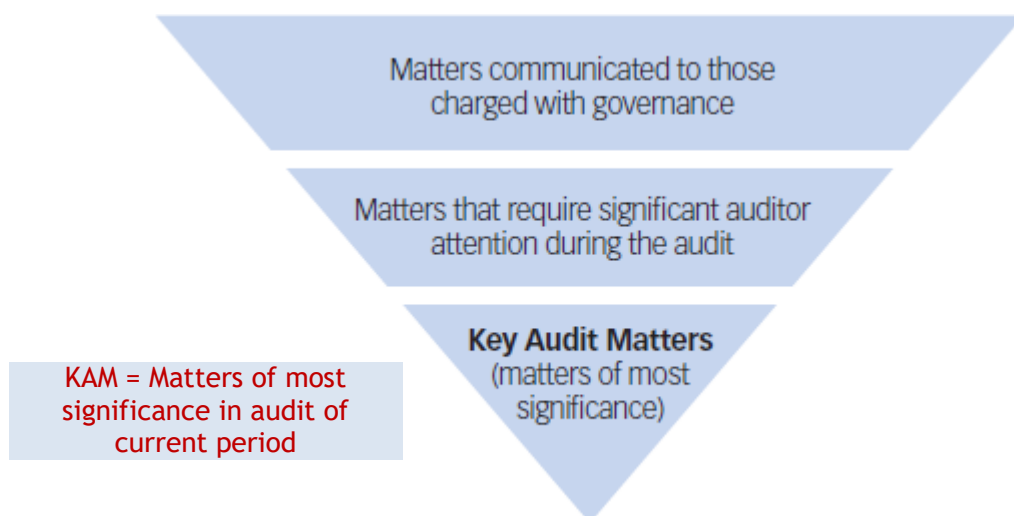 Matters communicated to those
charged with governance
Matters that require significant auditor
attention during the audit
Key Audit Matters
(matters of most
significance)
KAM = Matters of most
significance in audit of
current period